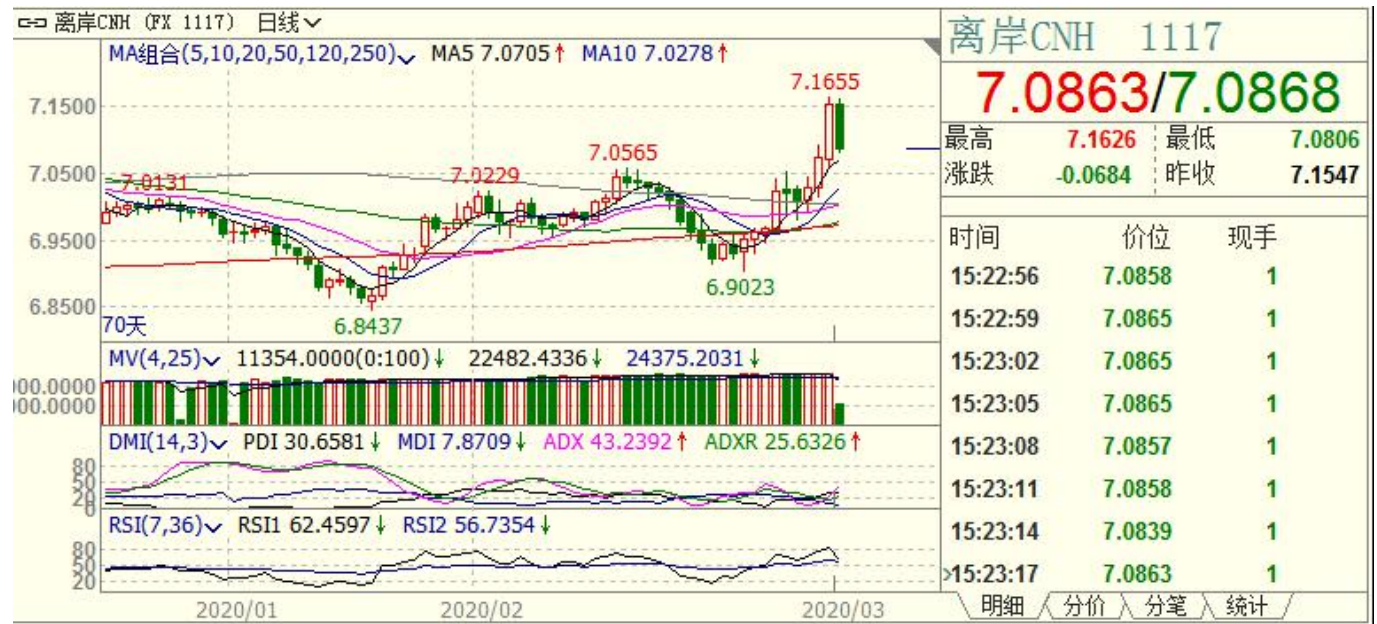 离岸CNH (FX 1117) 日线
MA组合(5,10,20,50,120,250) MA5 7.0705↑ MA10 7.0278↑
7.1655
7.1500
7.0565
7.0500
7.0131
7.0229
6.9500
6.9023
6.8500
70天
6.8437
MV(4,25) 11354.0000(0:100)↓ 22482.4336↓ 24375.2031↓
000.0000
000.0000
DMI(14,3) PDI 30.6581↓ MDI 7.8709↓ ADX 43.2392↑ ADXR 25.6326↑
80
50
20
RSI(7,36) RSI1 62.4597↓ RSI2 56.7354↓
80
50
20
2020/01 2020/02 2020/03
离岸CNH 1117
7.0863/7.0868
最高 7.1626 最低 7.0806
涨跌 -0.0684 昨收 7.1547
时间 价位 现手
15:22:56 7.0858 1
15:22:59 7.0865 1
15:23:02 7.0865 1
15:23:05 7.0865 1
15:23:08 7.0857 1
15:23:11 7.0858 1
15:23:14 7.0839 1
15:23:17 7.0863 1
明细 分价 分笔 统计